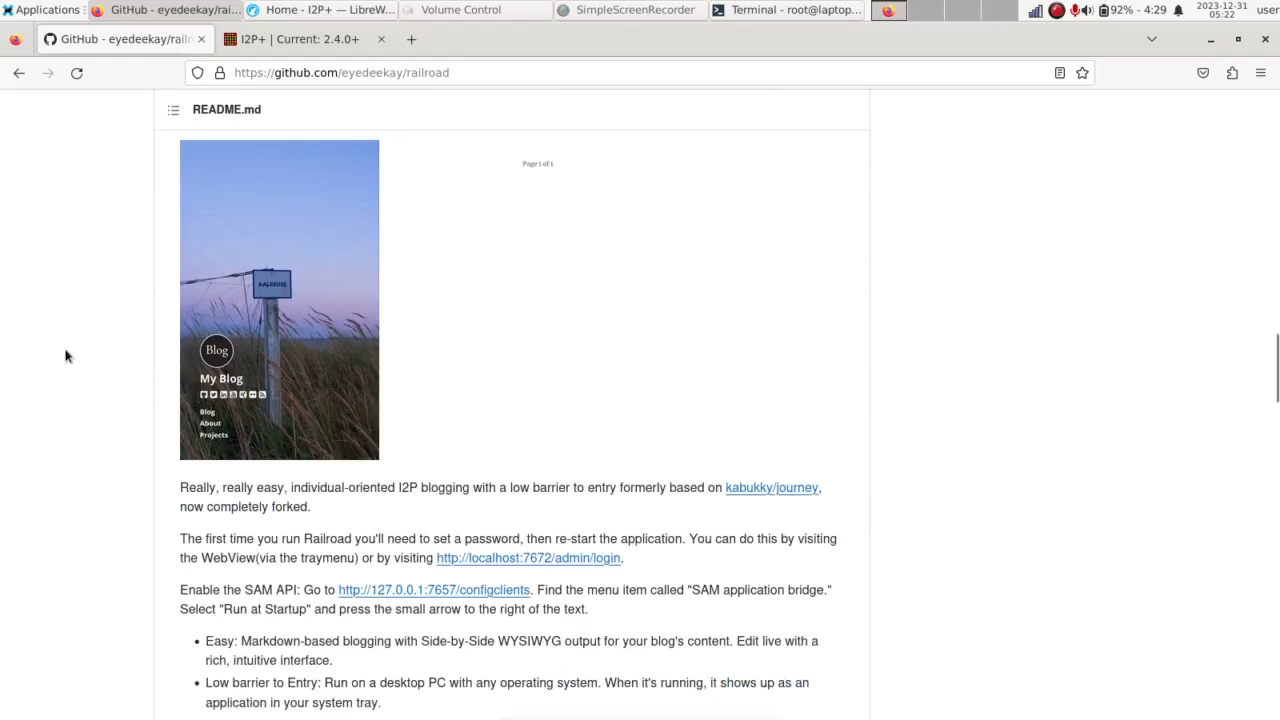 Applications
GitHub - eyedeekay/rai...
Home - I2P+ — LibreW...
Volume Control
SimpleScreenRecorder
Terminal - root@laptop...
92% - 4:29
2023-12-31
05:22
user
GitHub - eyedeekay/railr
I2P+ | Current: 2.4.0+
https://github.com/eyedeekay/railroad
README.md
Page 1 of 1
AALREUSE
Blog
My Blog
Blog
About
Projects
Really, really easy, individual-oriented I2P blogging with a low barrier to entry formerly based on kabukky/journey,
now completely forked.
The first time you run Railroad you'll need to set a password, then re-start the application. You can do this by visiting
the WebView(via the traymenu) or by visiting http://localhost:7672/admin/login.
Enable the SAM API: Go to http://127.0.0.1:7657/configclients. Find the menu item called "SAM application bridge."
Select "Run at Startup" and press the small arrow to the right of the text.
• Easy: Markdown-based blogging with Side-by-Side WYSIWYG output for your blog's content. Edit live with a
rich, intuitive interface.
• Low barrier to Entry: Run on a desktop PC with any operating system. When it's running, it shows up as an
application in your system tray.